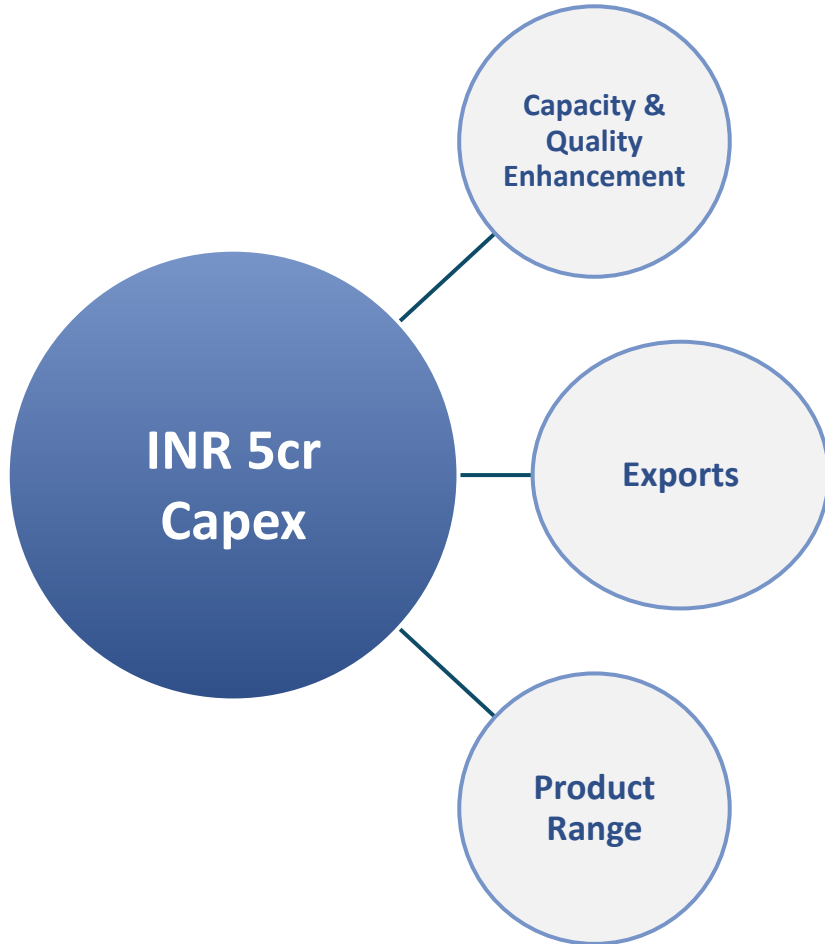 Capacity &
Quality
Enhancement
INR 5cr
Capex
Exports
Product
Range